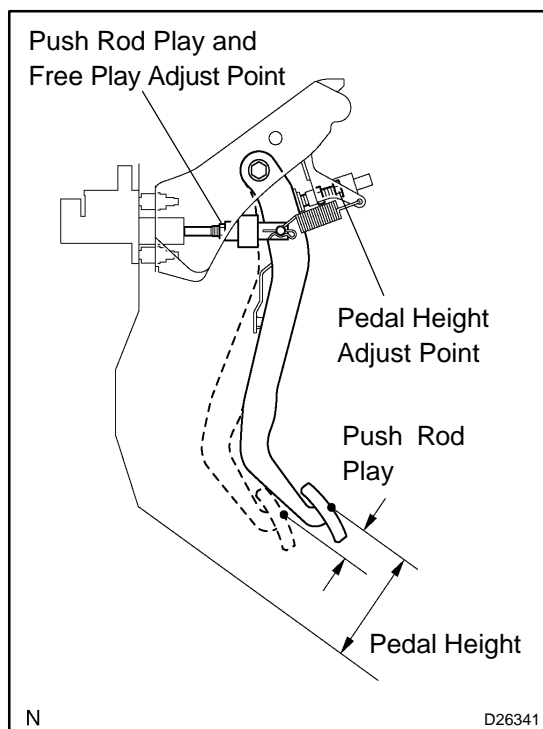 Push Rod Play and
Free Play Adjust Point
Pedal Height
Adjust Point
Push Rod
Play
Pedal Height
N
D26341